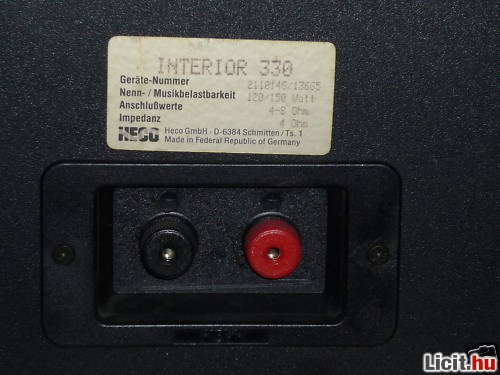 INTERIOR 330
Geräte-Nummer 2110146/13665
Nenn- / Musikbelastbarkeit 120/150 Watt
Anschlußwerte 4-8 Ohm
Impedanz 4 Ohm
HECO Heco GmbH · D-6384 Schmitten/Ts. 1
Made in Federal Republic of Germany
Licit.hu